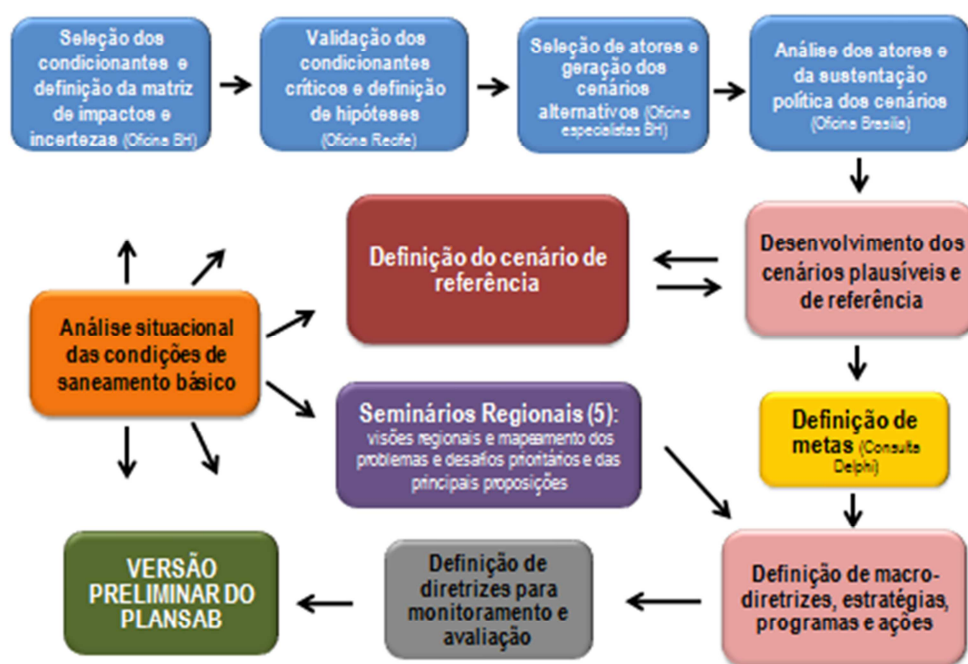 Seleção dos
condicionantes e
definição da matriz
de impactos e
incertezas (Oficina BH)
Validação dos
condicionantes
críticos e definição
de hipóteses
(Oficina Recife)
Seleção de atores e
geração dos
cenários
alternativos (Oficina
especialistas BH)
Análise dos atores e
da sustentação
política dos cenários
(Oficina Brasília)
Definição do cenário de
referência
Desenvolvimento dos
cenários plausíveis e
de referência
Análise situacional
das condições de
saneamento básico
Seminários Regionais (5):
visões regionais e mapeamento dos
problemas e desafios prioritários e das
principais proposições
Definição de
metas (Consulta
Delphi)
VERSÃO
PRELIMINAR DO
PLANSAB
Definição de
diretrizes para
monitoramento e
avaliação
Definição de macro-
diretrizes, estratégias,
programas e ações